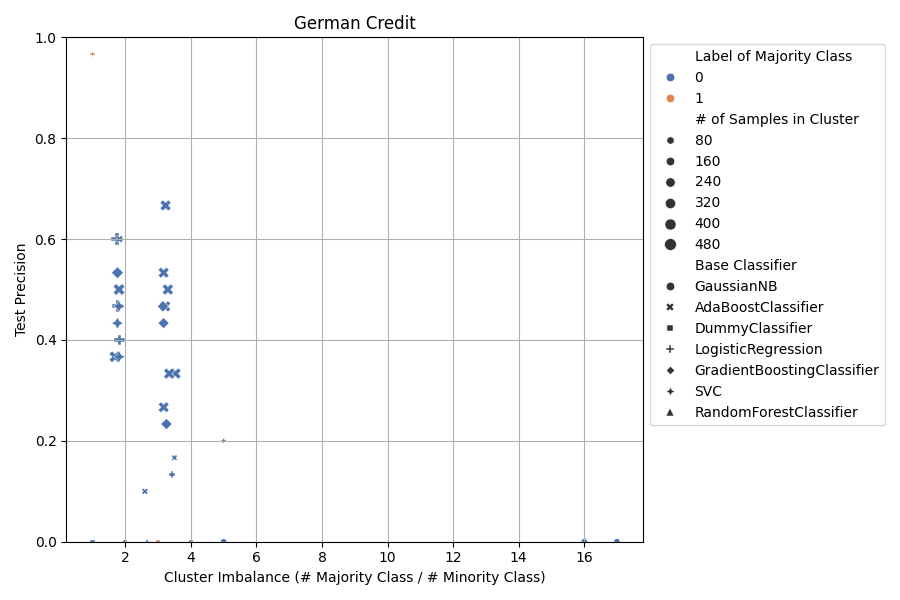 German Credit
1.0
0.8
0.6
0.4
0.2
0.0
Test Precision
2 4 6 8 10 12 14 16
Cluster Imbalance (# Majority Class / # Minority Class)
Label of Majority Class
0
1
# of Samples in Cluster
80
160
240
320
400
480
Base Classifier
GaussianNB
AdaBoostClassifier
DummyClassifier
LogisticRegression
GradientBoostingClassifier
SVC
RandomForestClassifier